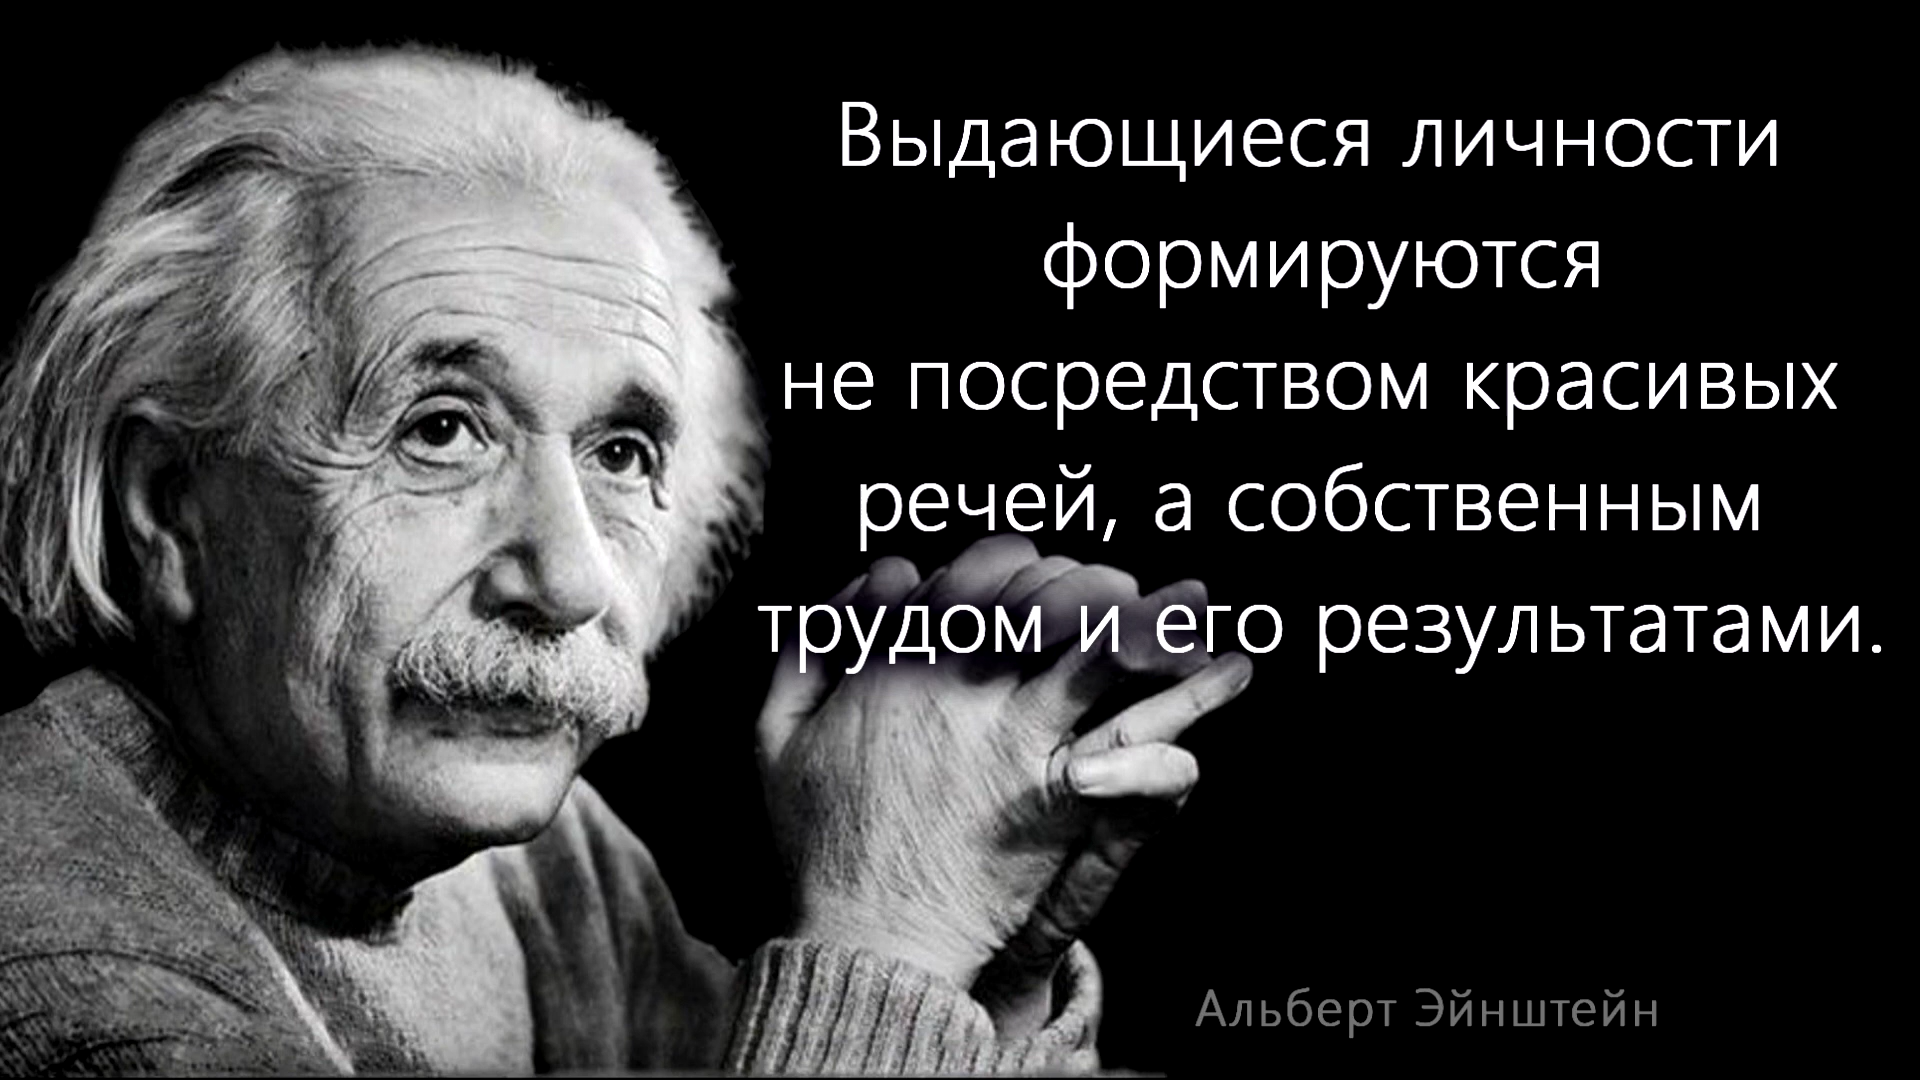 Выдающиеся личности
формируются
не посредством красивых
речей, а собственным
трудом и его результатами.
Альберт Эйнштейн